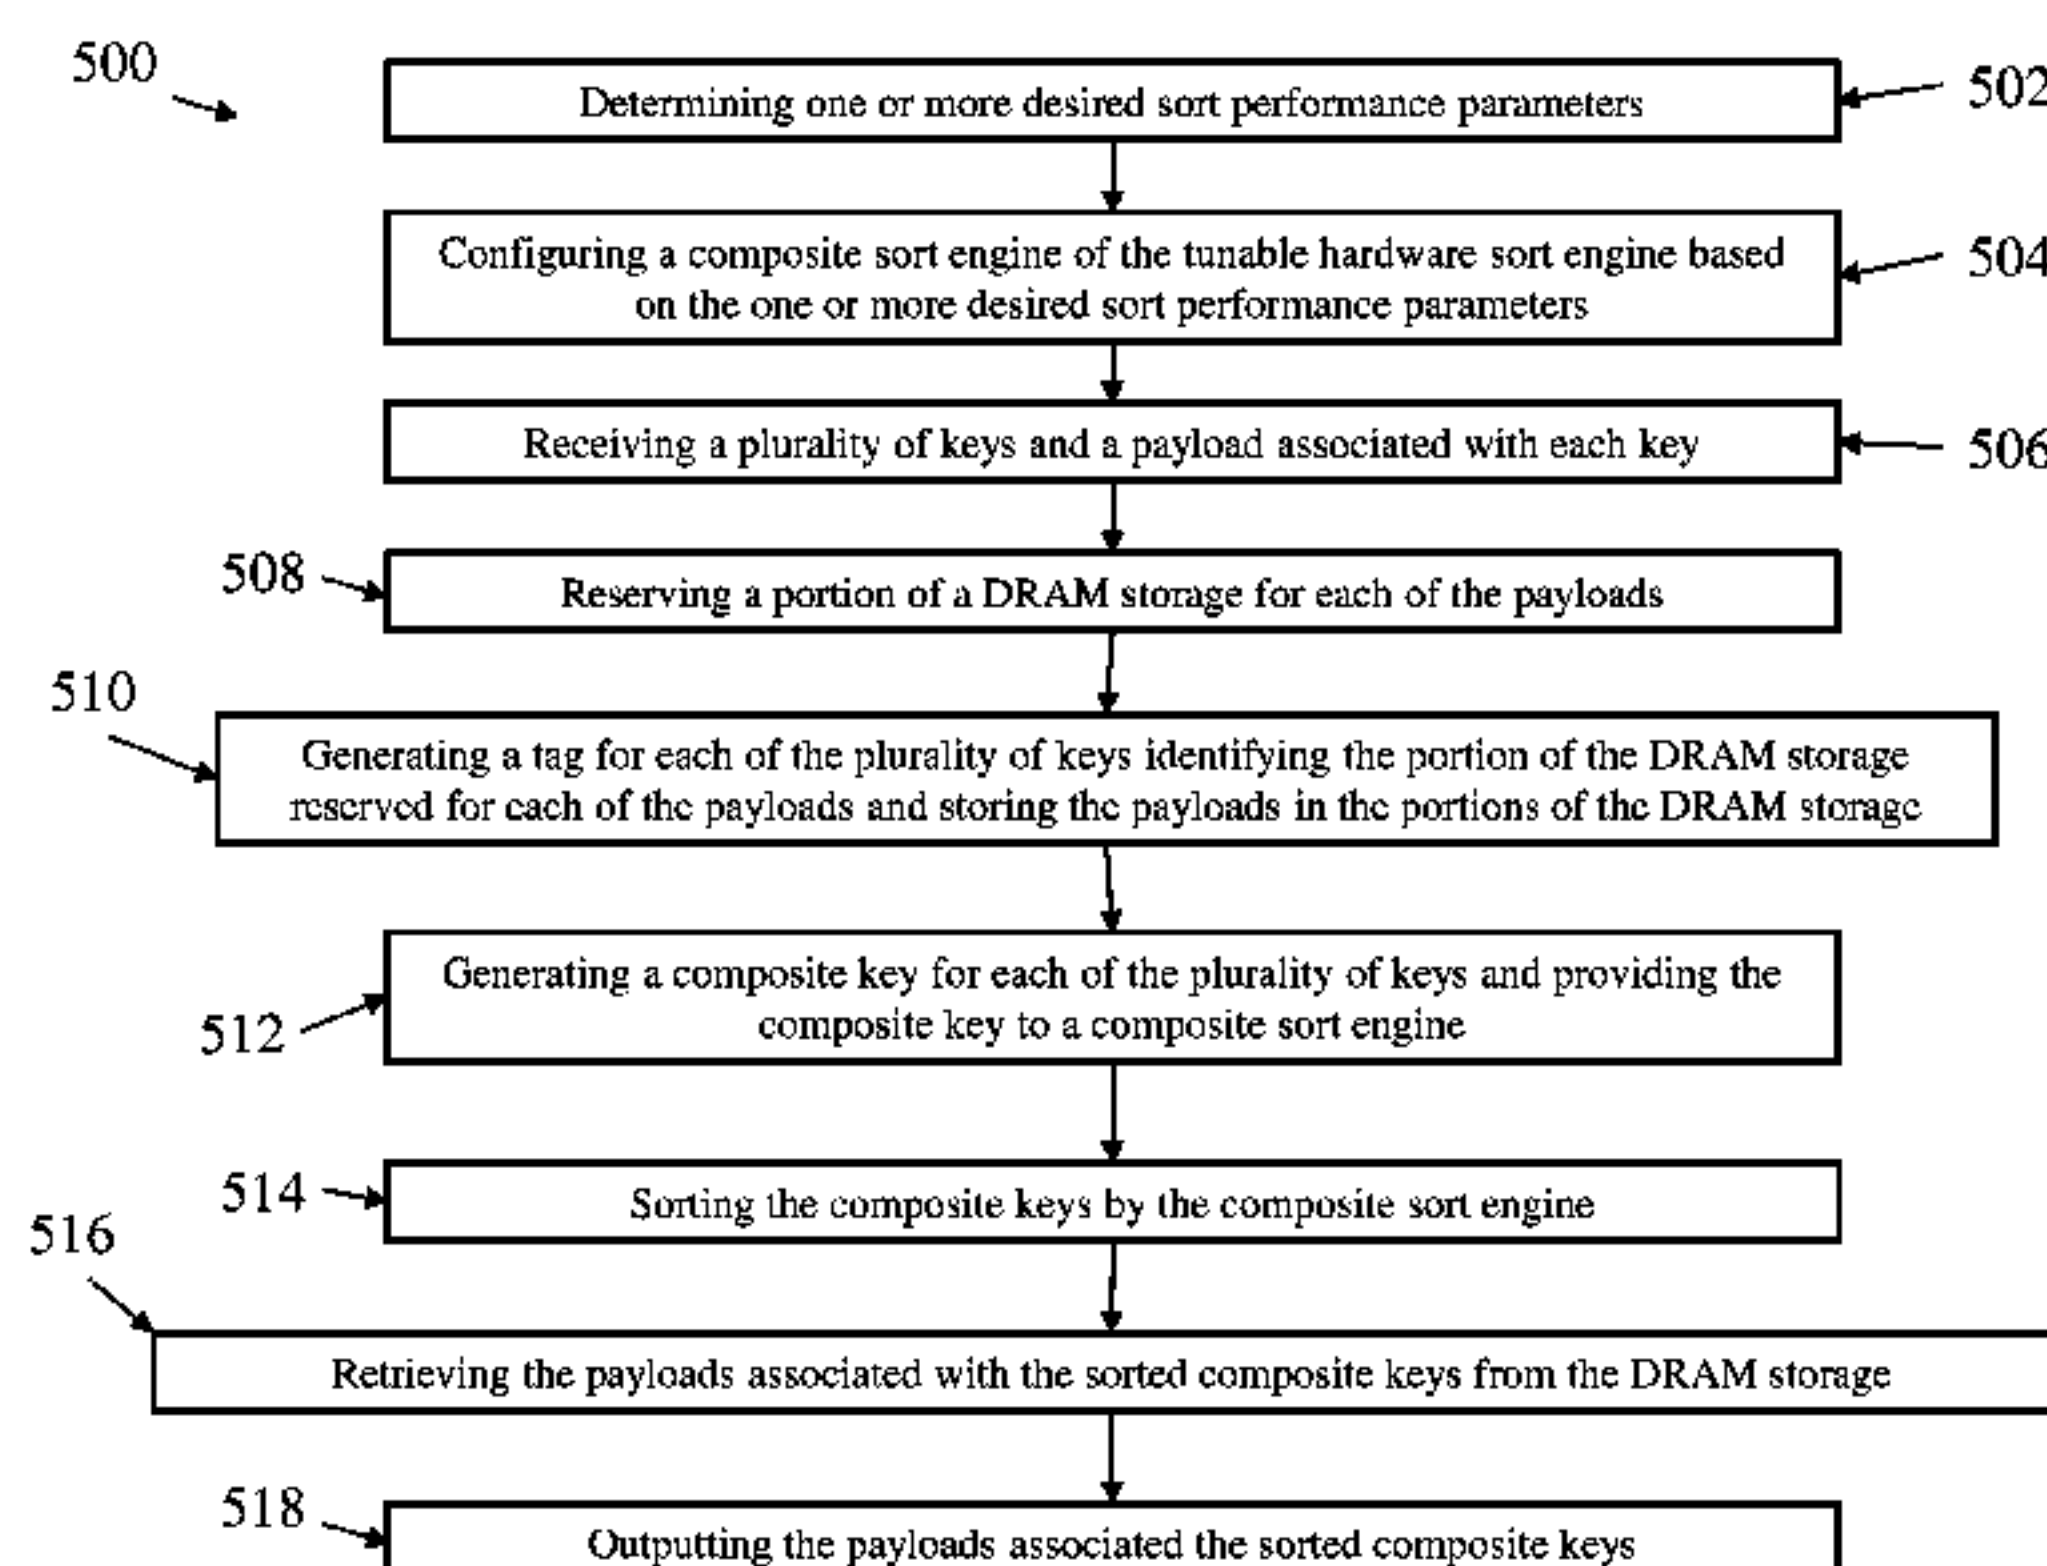 500
Determining one or more desired sort performance parameters
502
Configuring a composite sort engine of the tunable hardware sort engine based
on the one or more desired sort performance parameters
504
Receiving a plurality of keys and a payload associated with each key
506
508
Reserving a portion of a DRAM storage for each of the payloads
510
Generating a tag for each of the plurality of keys identifying the portion of the DRAM storage
reserved for each of the payloads and storing the payloads in the portions of the DRAM storage
512
Generating a composite key for each of the plurality of keys and providing the
composite key to a composite sort engine
514
Sorting the composite keys by the composite sort engine
516
Retrieving the payloads associated with the sorted composite keys from the DRAM storage
518
Outputting the payloads associated the sorted composite keys